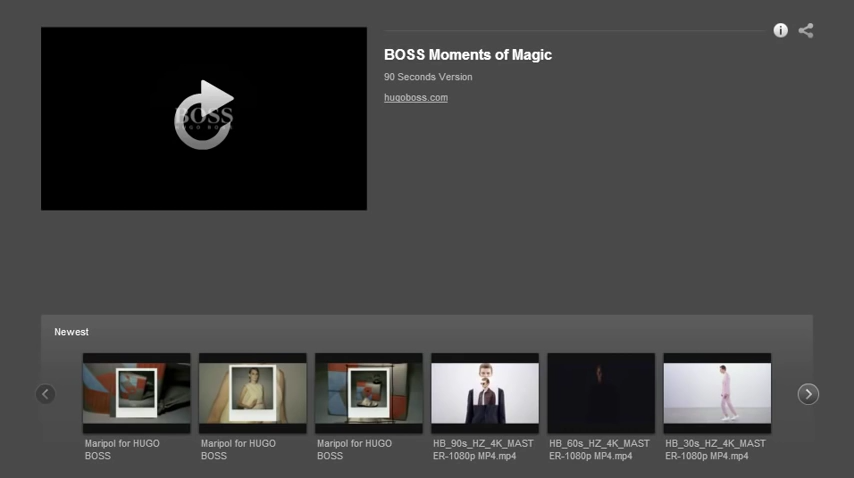 BOSS
HUGO BOSS
BOSS Moments of Magic
90 Seconds Version
hugoboss.com
Newest
Maripol for HUGO
BOSS
Maripol for HUGO
BOSS
Maripol for HUGO
BOSS
HB_90s_HZ_4K_MAST
ER-1080p MP4.mp4
HB_60s_HZ_4K_MAST
ER-1080p MP4.mp4
HB_30s_HZ_4K_MAST
ER-1080p MP4.mp4